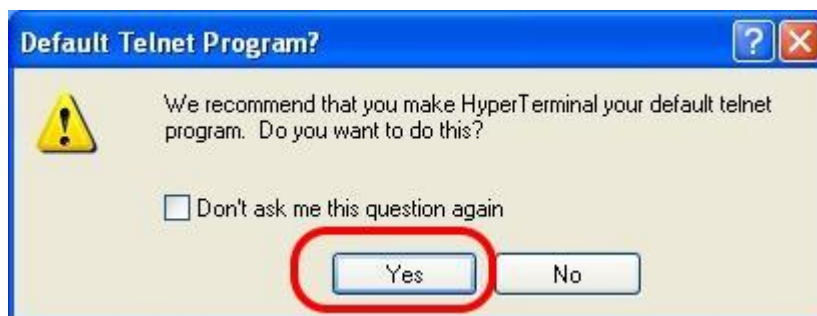 Default Telnet Program?
We recommend that you make HyperTerminal your default telnet
program. Do you want to do this?
Don't ask me this question again
Yes
No